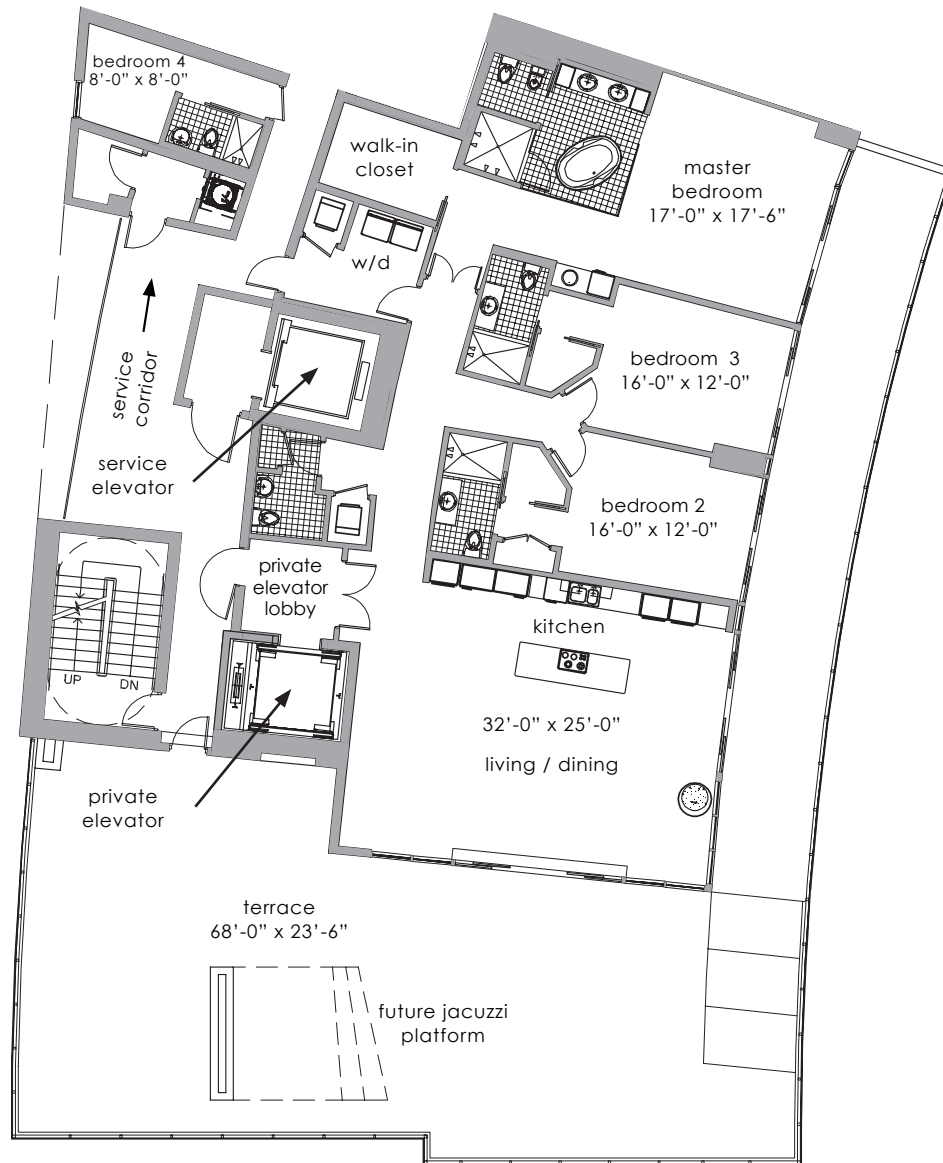 bedroom 4
8'-0" x 8'-0"
walk-in
closet
master
bedroom
17'-0" x 17'-6"
w/d
service
corridor
bedroom 3
16'-0" x 12'-0"
service
elevator
bedroom 2
16'-0" x 12'-0"
private
elevator
lobby
kitchen
UP
DN
32'-0" x 25'-0"
living / dining
private
elevator
terrace
68'-0" x 23'-6"
future jacuzzi
platform